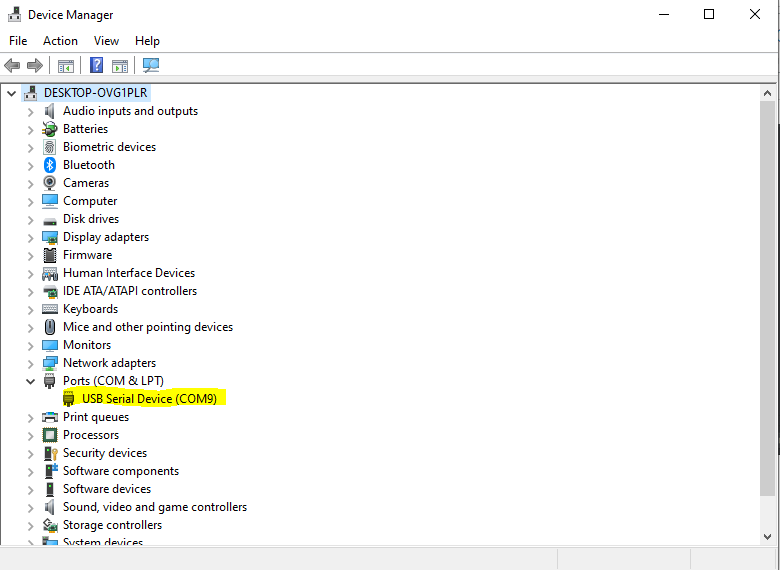 Device Manager
File Action View Help
DESKTOP-OVG1PLR
Audio inputs and outputs
Batteries
Biometric devices
Bluetooth
Cameras
Computer
Disk drives
Display adapters
Firmware
Human Interface Devices
IDE ATA/ATAPI controllers
Keyboards
Mice and other pointing devices
Monitors
Network adapters
Ports (COM & LPT)
USB Serial Device (COM9)
Print queues
Processors
Security devices
Software components
Software devices
Sound, video and game controllers
Storage controllers
System devices